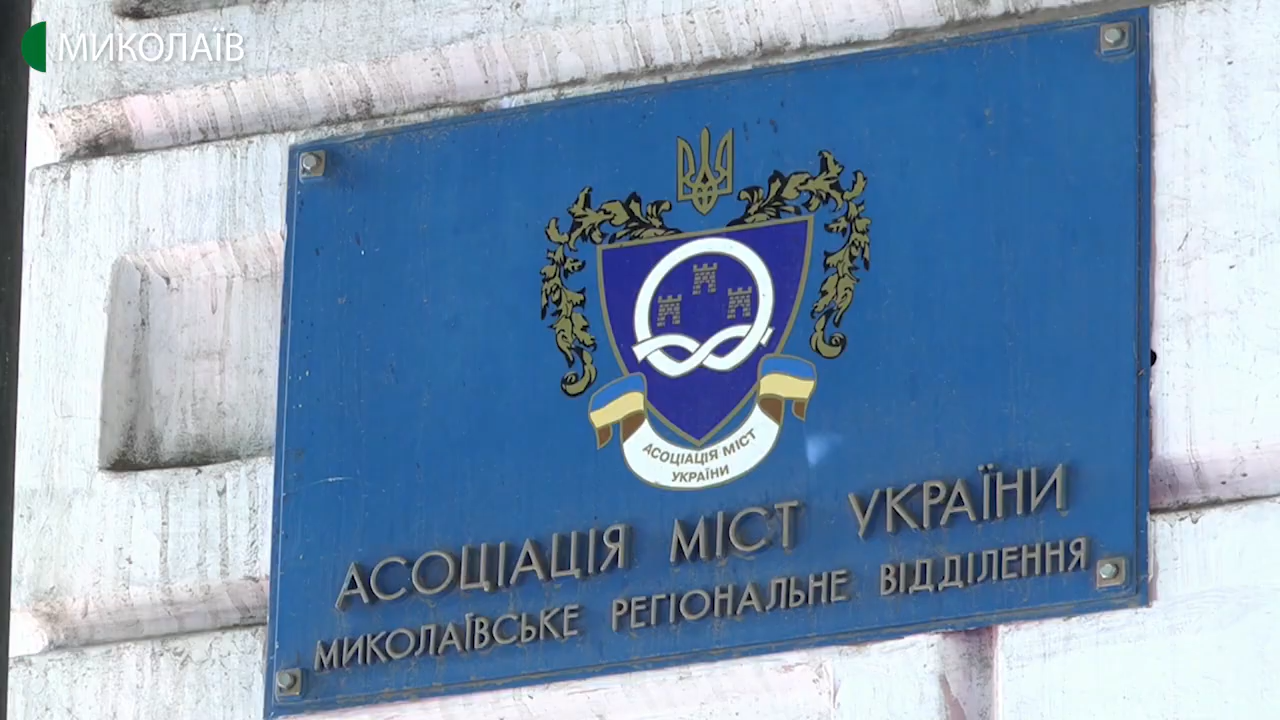 МИКОЛАЇВ
АСОЦІАЦІЯ МІСТ
УКРАЇНИ
АСОЦІАЦІЯ МІСТ УКРАЇНИ
МИКОЛАЇВСЬКЕ РЕГІОНАЛЬНЕ ВІДДІЛЕННЯ